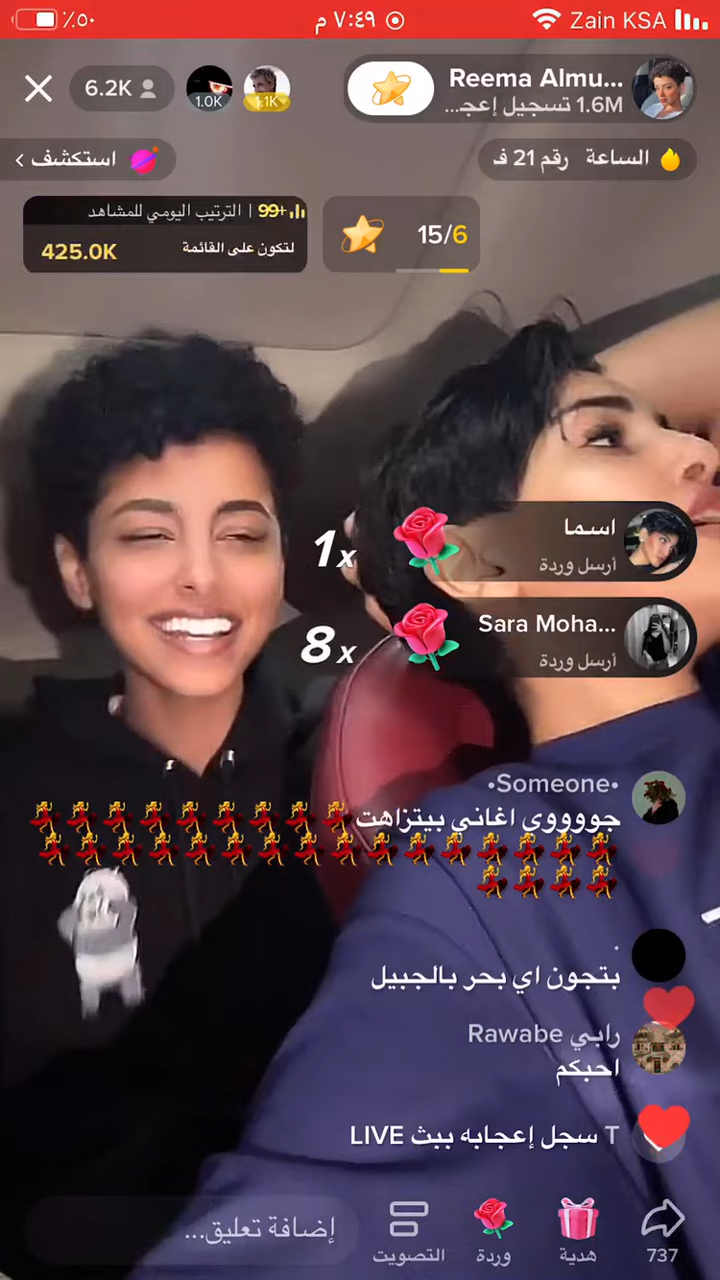 ٪٥٠
٧:٤٩ م
Zain KSA
6.2K
1.0K
1.1K
Reema Almu...
1.6M تسجيل إعجـ...
استكشف
الساعة رقم 21 فـ
+99 | الترتيب اليومي للمشاهد
425.0K لتكون على القائمة
15/6
1x
اسما
أرسل وردة
8x
Sara Moha...
أرسل وردة
•Someone•
جووووي اغاني بيتزاهت
.
بتجون اي بحر بالجبيل
رابي Rawabe
احبكم
T سجل إعجابه ببث LIVE
إضافة تعليق...
التصويت
وردة
هدية
737